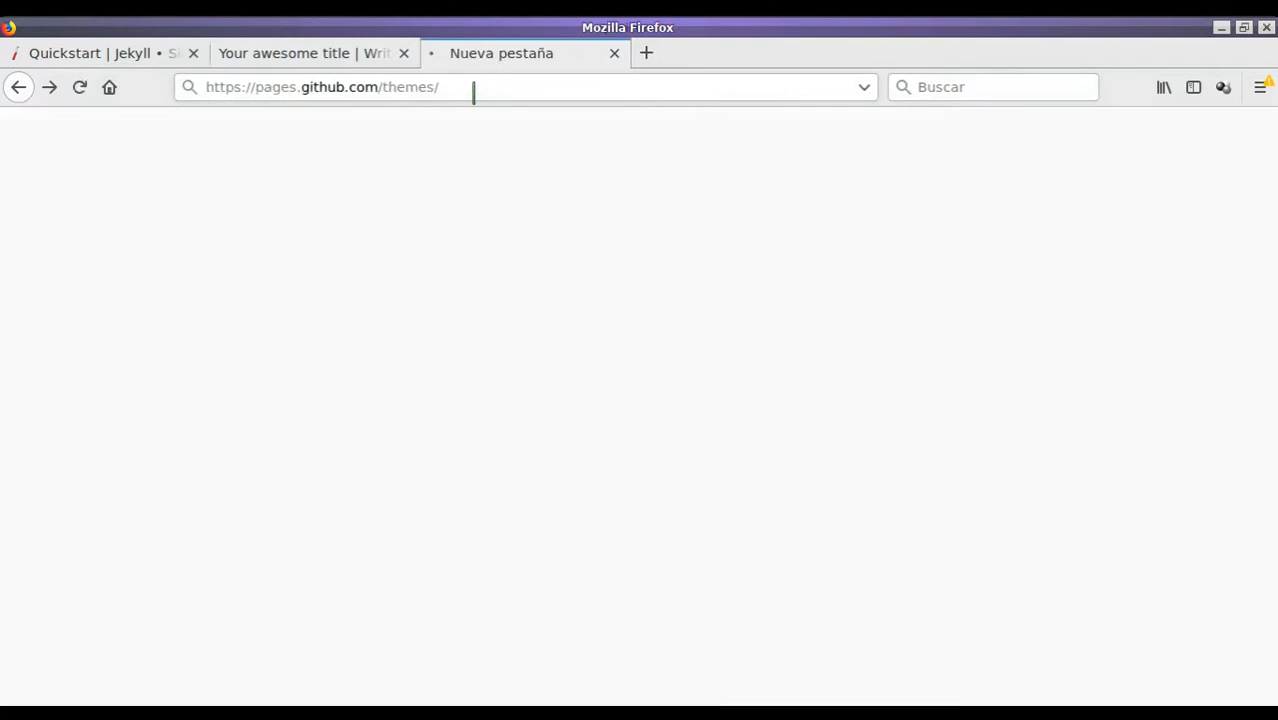 Mozilla Firefox
Quickstart | Jekyll • S
Your awesome title | Writ
Nueva pestaña
https://pages.github.com/themes/
Buscar